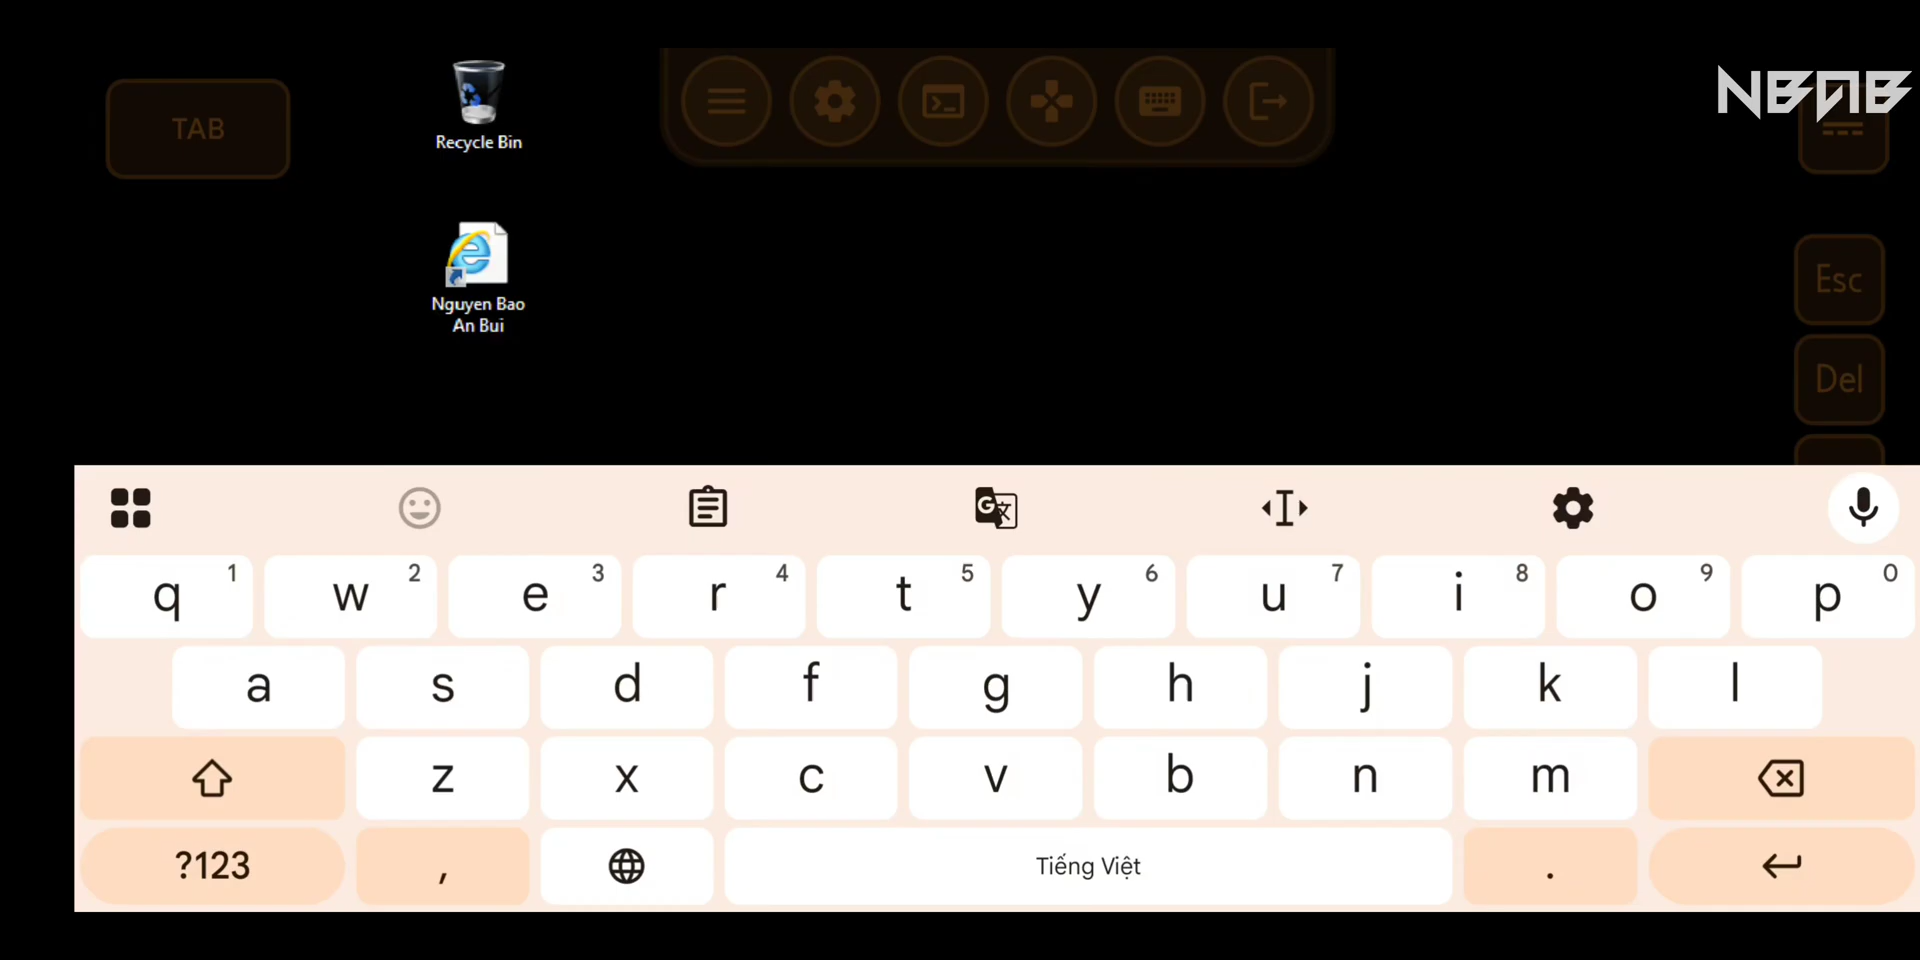 TAB
Recycle Bin
NBAB
Nguyen Bao
An Bui
Esc
Del
q 1 w 2 e 3 r 4 t 5 y 6 u 7 i 8 o 9 p 0
a s d f g h j k l
z x c v b n m
?123 , Tiếng Việt .